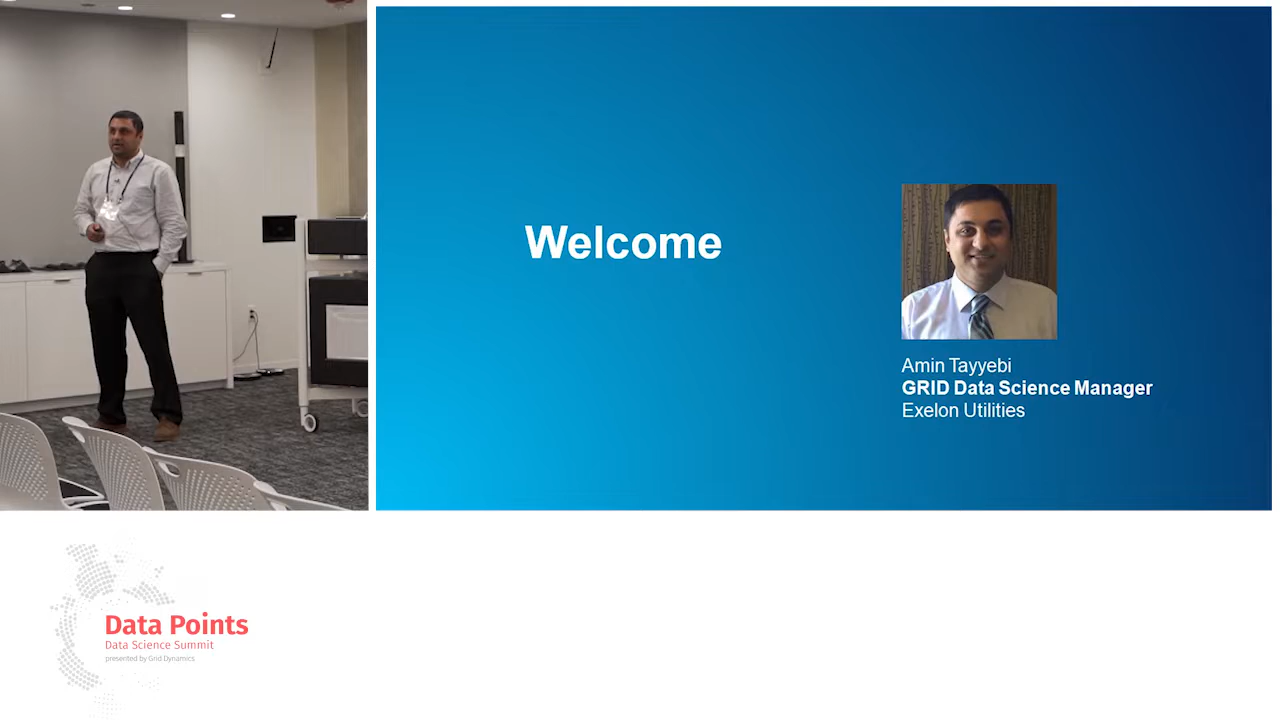 Welcome
Amin Tayyebi
GRID Data Science Manager
Exelon Utilities
Data Points
Data Science Summit
presented by Grid Dynamics